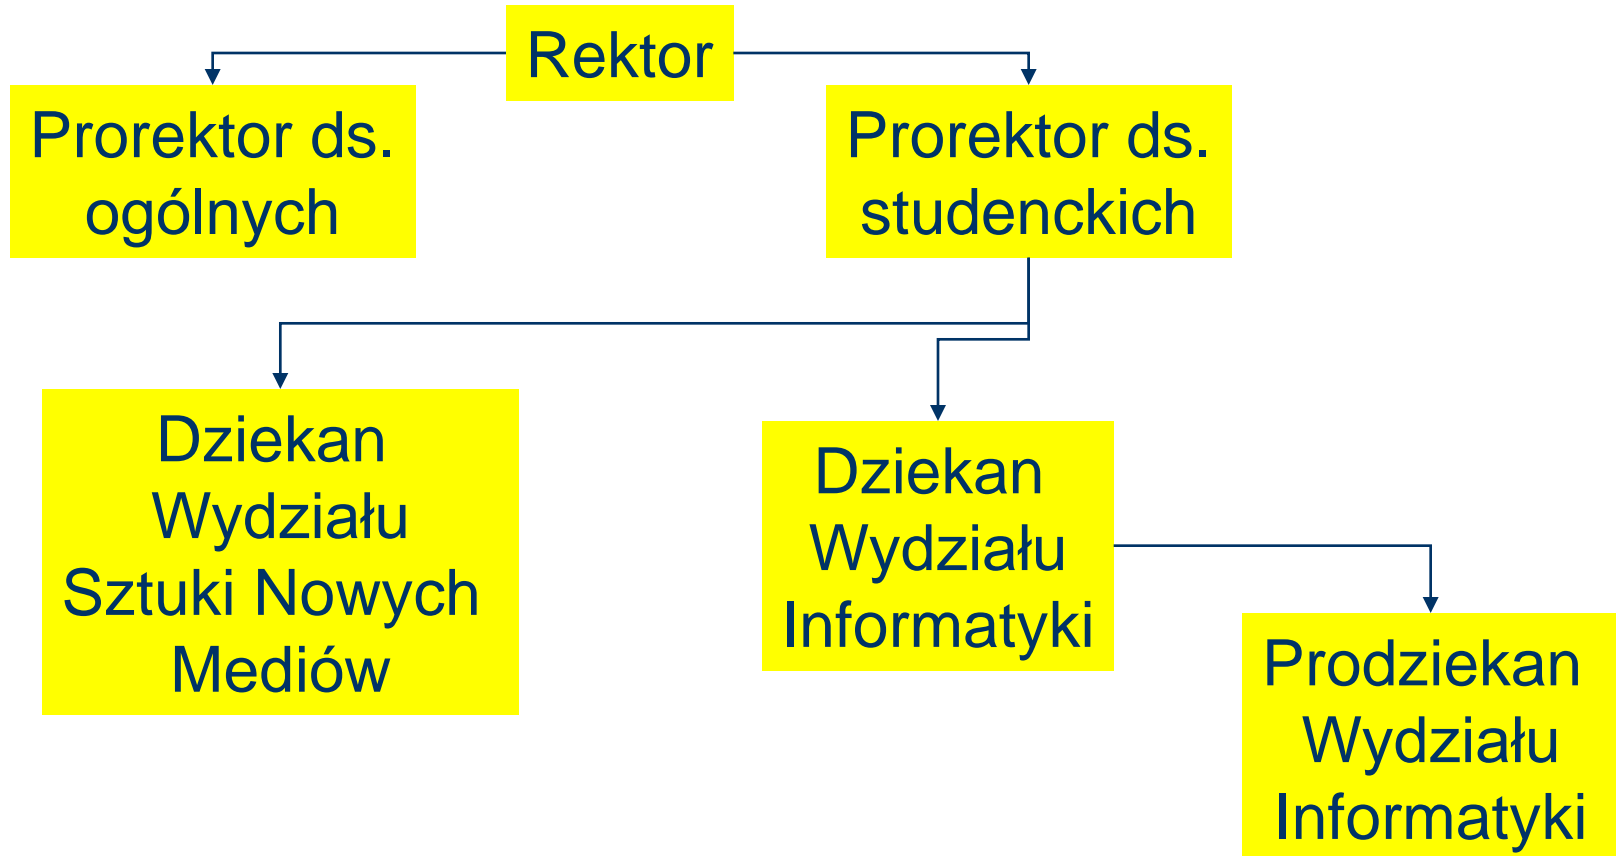 Rektor
Prorektor ds.
ogólnych
Prorektor ds.
studenckich
Dziekan
Wydziału
Sztuki Nowych
Mediów
Dziekan
Wydziału
Informatyki
Prodziekan
Wydziału
Informatyki